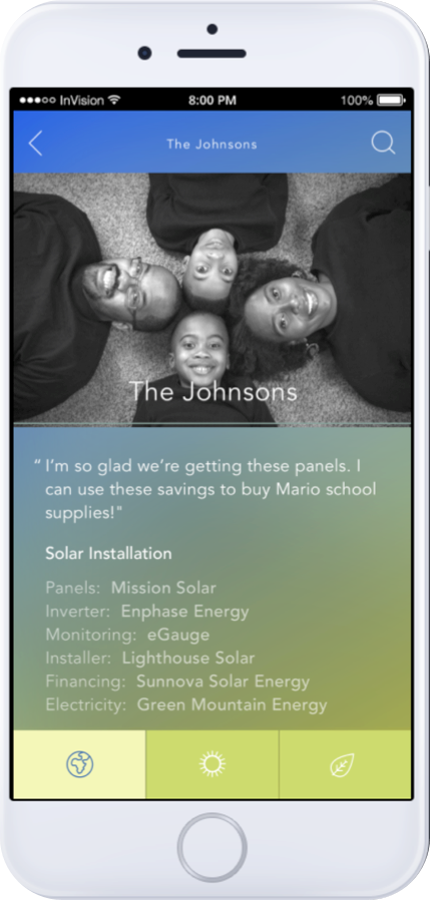 InVision
8:00 PM
100%
The Johnsons
The Johnsons
“ I’m so glad we’re getting these panels. I
can use these savings to buy Mario school
supplies!"
Solar Installation
Panels: Mission Solar
Inverter: Enphase Energy
Monitoring: eGauge
Installer: Lighthouse Solar
Financing: Sunnova Solar Energy
Electricity: Green Mountain Energy